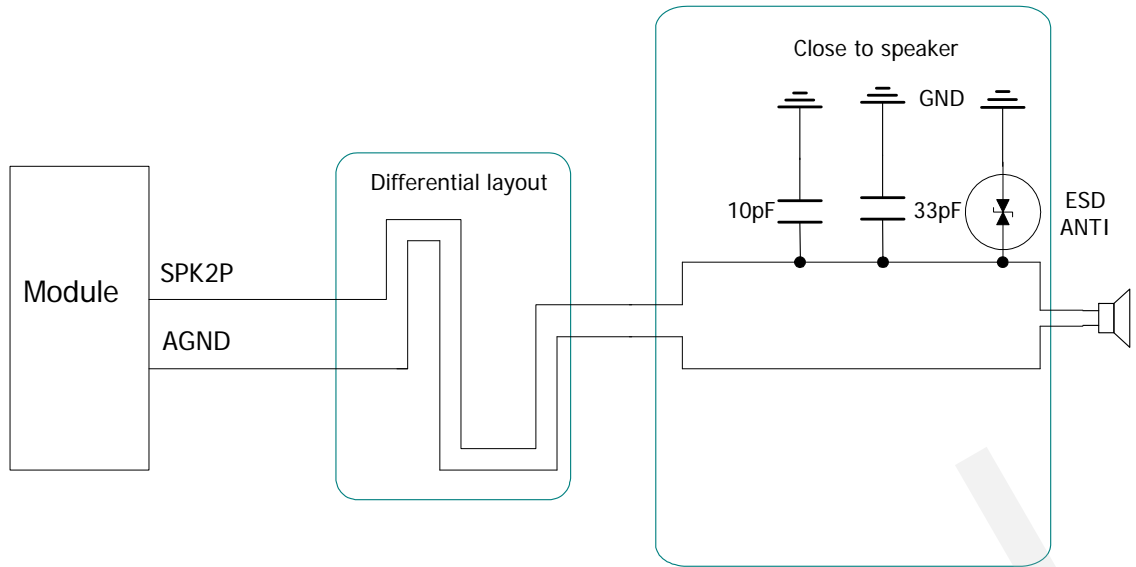 Close to speaker
GND
Differential layout
10pF
33pF
ESD
ANTI
SPK2P
Module
AGND